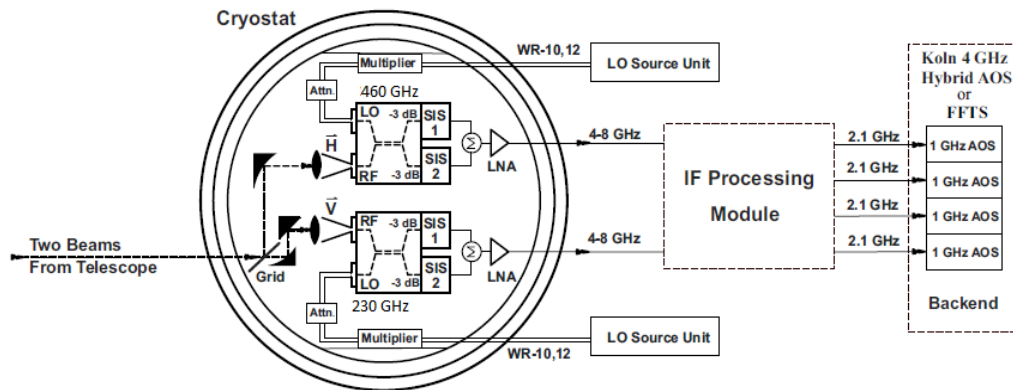 Cryostat
WR-10,12
Multiplier
LO Source Unit
Attn.
460 GHz
LO
-3 dB
SIS
1
H
RF
-3 dB
SIS
2
Σ
LNA
4-8 GHz
V
RF
-3 dB
SIS
1
LO
-3 dB
SIS
2
Σ
LNA
4-8 GHz
230 GHz
Two Beams
From Telescope
Grid
Attn.
Multiplier
WR-10,12
LO Source Unit
IF Processing
Module
2.1 GHz
2.1 GHz
2.1 GHz
2.1 GHz
Koln 4 GHz
Hybrid AOS
or
FFTS
1 GHz AOS
1 GHz AOS
1 GHz AOS
1 GHz AOS
Backend